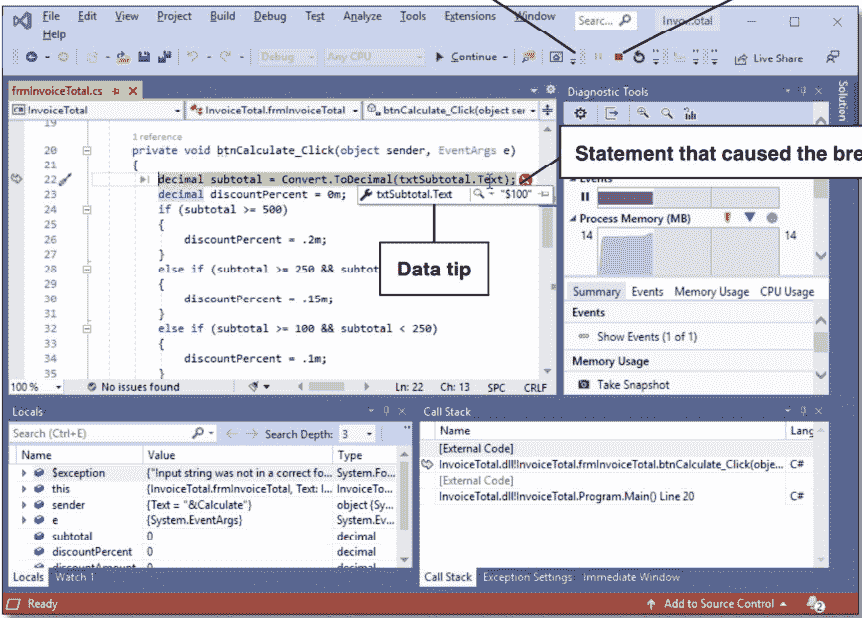 File Edit View Project Build Debug Test Analyze Tools Extensions Window Searc... Invoi...otal
Help
Debug Any CPU Continue Live Share
frmInvoiceTotal.cs
InvoiceTotal InvoiceTotal.frmInvoiceTotal btnCalculate_Click(object ser
Diagnostic Tools
Solution
19
1 reference
20 private void btnCalculate_Click(object sender, EventArgs e)
21 {
22 decimal subtotal = Convert.ToDecimal(txtSubtotal.Text);
Statement that caused the bre
23 decimal discountPercent = 0m; txtSubtotal.Text "$100"
24 if (subtotal >= 500)
25 {
26 discountPercent = .2m;
27 }
28 else if (subtotal >= 250 && subtot
29 {
30 discountPercent = .15m;
31 }
32 else if (subtotal >= 100 && subtotal < 250)
33 {
34 discountPercent = .1m;
35 }
Data tip
Events
Process Memory (MB)
14 14
Summary Events Memory Usage CPU Usage
Events
Show Events (1 of 1)
Memory Usage
Take Snapshot
100 % No issues found Ln: 22 Ch: 13 SPC CRLF
Locals
Search (Ctrl+E) Search Depth: 3
Name Value Type
$exception {"Input string was not in a correct fo... System.Fo...
this {InvoiceTotal.frmInvoiceTotal, Text: I... InvoiceTo...
sender {Text = "&Calculate"} object {Sy...
e {System.EventArgs} System.Ev...
subtotal 0 decimal
discountPercent 0 decimal
discountAmount 0 decimal
Locals Watch 1
Call Stack
Name Lang
[External Code]
InvoiceTotal.dll!InvoiceTotal.frmInvoiceTotal.btnCalculate_Click(obje... C#
[External Code]
InvoiceTotal.dll!InvoiceTotal.Program.Main() Line 20 C#
Call Stack Exception Settings Immediate Window
Ready Add to Source Control 2